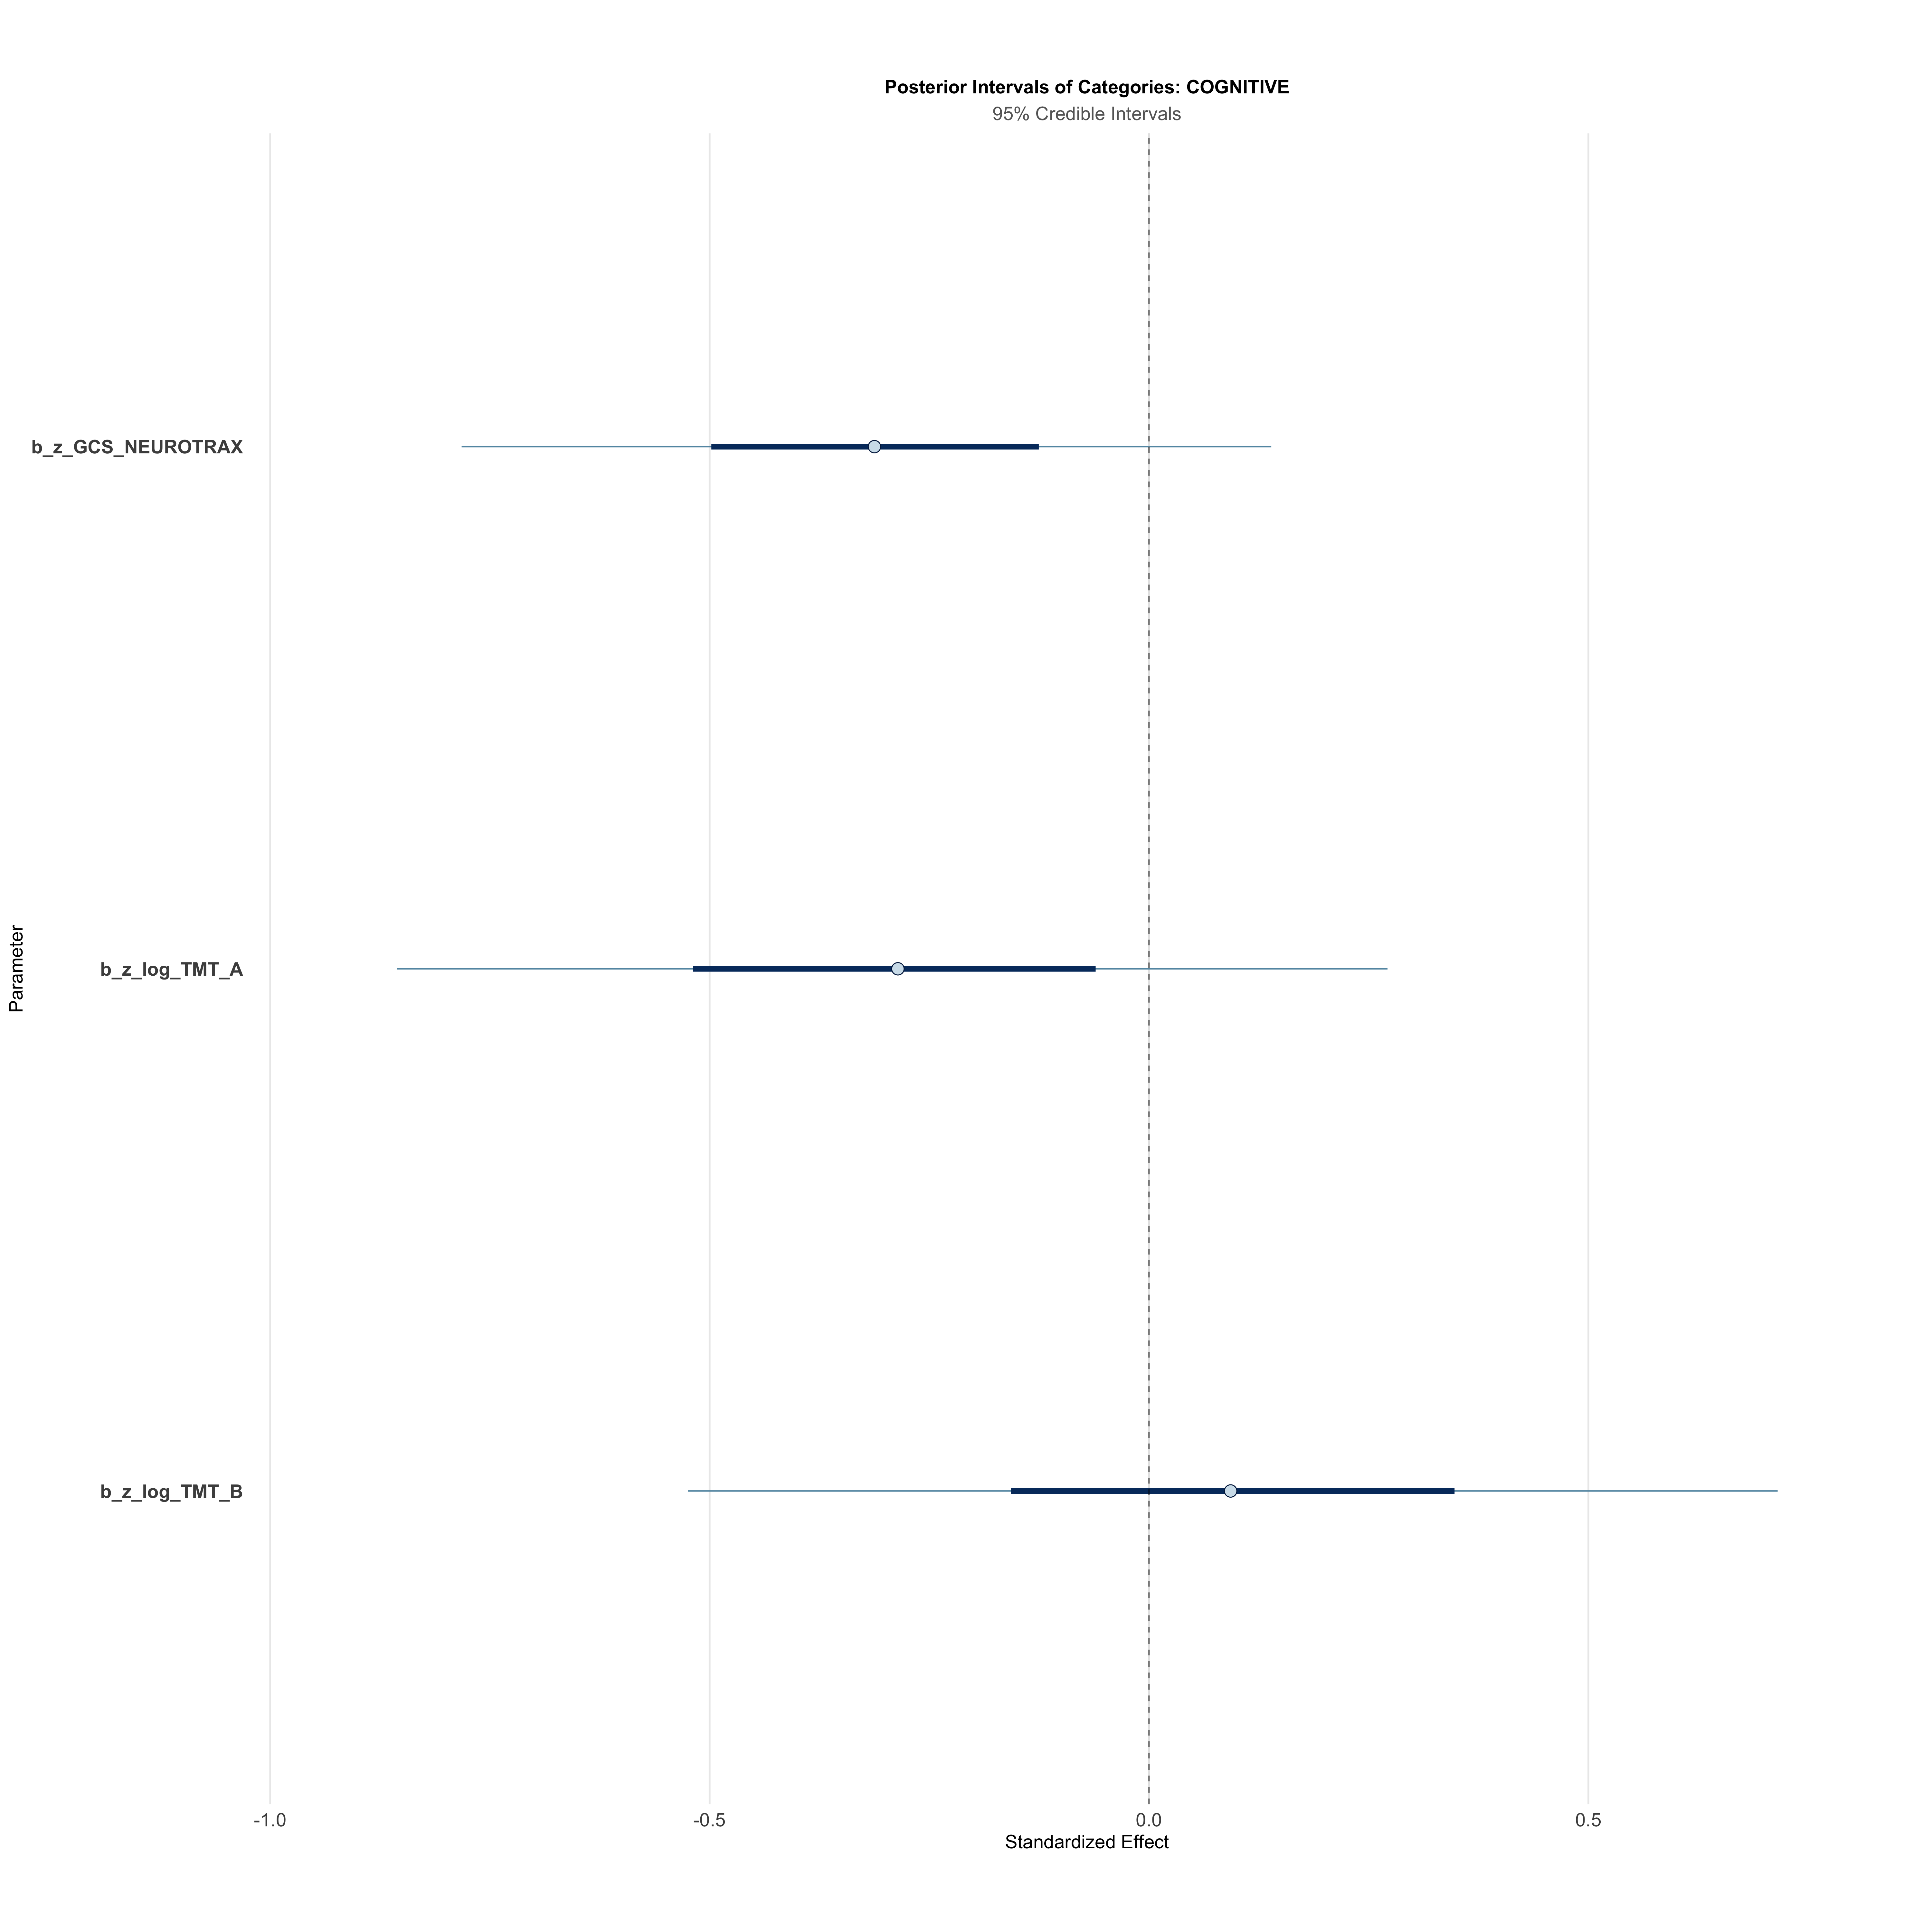 Posterior Intervals of Categories: COGNITIVE
95% Credible Intervals
Parameter
b_z_GCS_NEUROTRAX
b_z_log_TMT_A
b_z_log_TMT_B
-1.0 -0.5 0.0 0.5
Standardized Effect